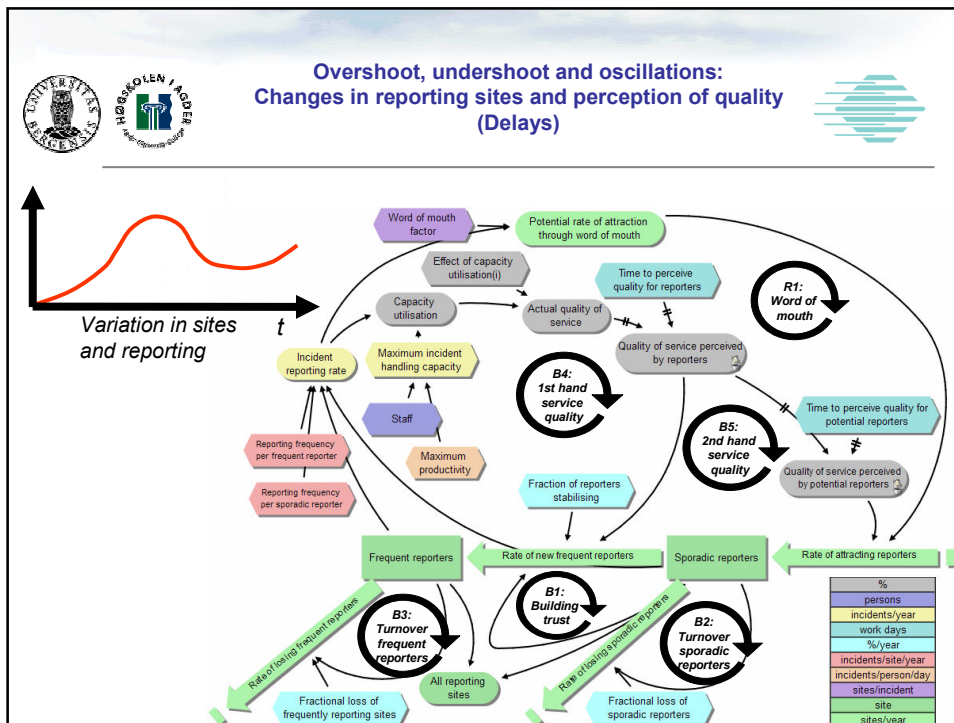 Overshoot, undershoot and oscillations:
Changes in reporting sites and perception of quality
(Delays)
UNIVERSITAS
BERGENSIS
HØGSKOLEN I AGDER
Agder University College
Variation in sites
and reporting
t
Word of mouth
factor
Potential rate of attraction
through word of mouth
Effect of capacity
utilisation(i)
Time to perceive
quality for reporters
R1:
Word of
mouth
Capacity
utilisation
Actual quality of
service
Incident
reporting rate
Maximum incident
handling capacity
Quality of service perceived
by reporters
B4:
1st hand
service
quality
Staff
Maximum
productivity
B5:
2nd hand
service
quality
Time to perceive quality for
potential reporters
Reporting frequency
per frequent reporter
Reporting frequency
per sporadic reporter
Quality of service perceived
by potential reporters
Fraction of reporters
stabilising
Frequent reporters
Rate of new frequent reporters
Sporadic reporters
Rate of attracting reporters
Rate of losing frequent reporters
B3:
Turnover
frequent
reporters
B1:
Building
trust
Rate of losing sporadic reporters
B2:
Turnover
sporadic
reporters
All reporting
sites
Fractional loss of
frequently reporting sites
Fractional loss of
sporadic reporters
%
persons
incidents/year
work days
%/year
incidents/site/year
incidents/person/day
sites/incident
site
sites/year